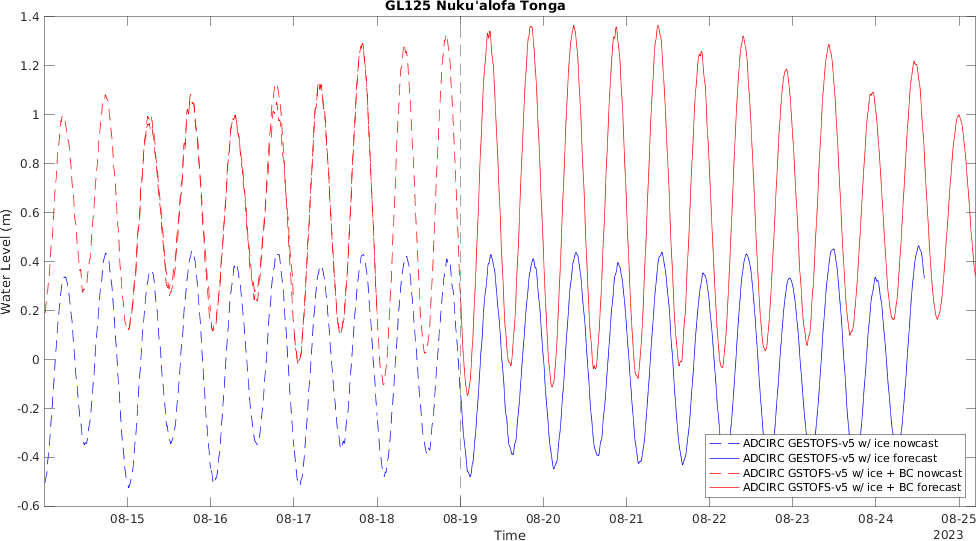 GL125 Nuku'alofa Tonga
1.4
1.2
1
0.8
0.6
0.4
0.2
0
-0.2
-0.4
-0.6
Water Level (m)
08-15 08-16 08-17 08-18 08-19 08-20 08-21 08-22 08-23 08-24 08-25
Time
2023
ADCIRC GESTOFS-v5 w/ ice nowcast
ADCIRC GESTOFS-v5 w/ ice forecast
ADCIRC GSTOFS-v5 w/ ice + BC nowcast
ADCIRC GSTOFS-v5 w/ ice + BC forecast